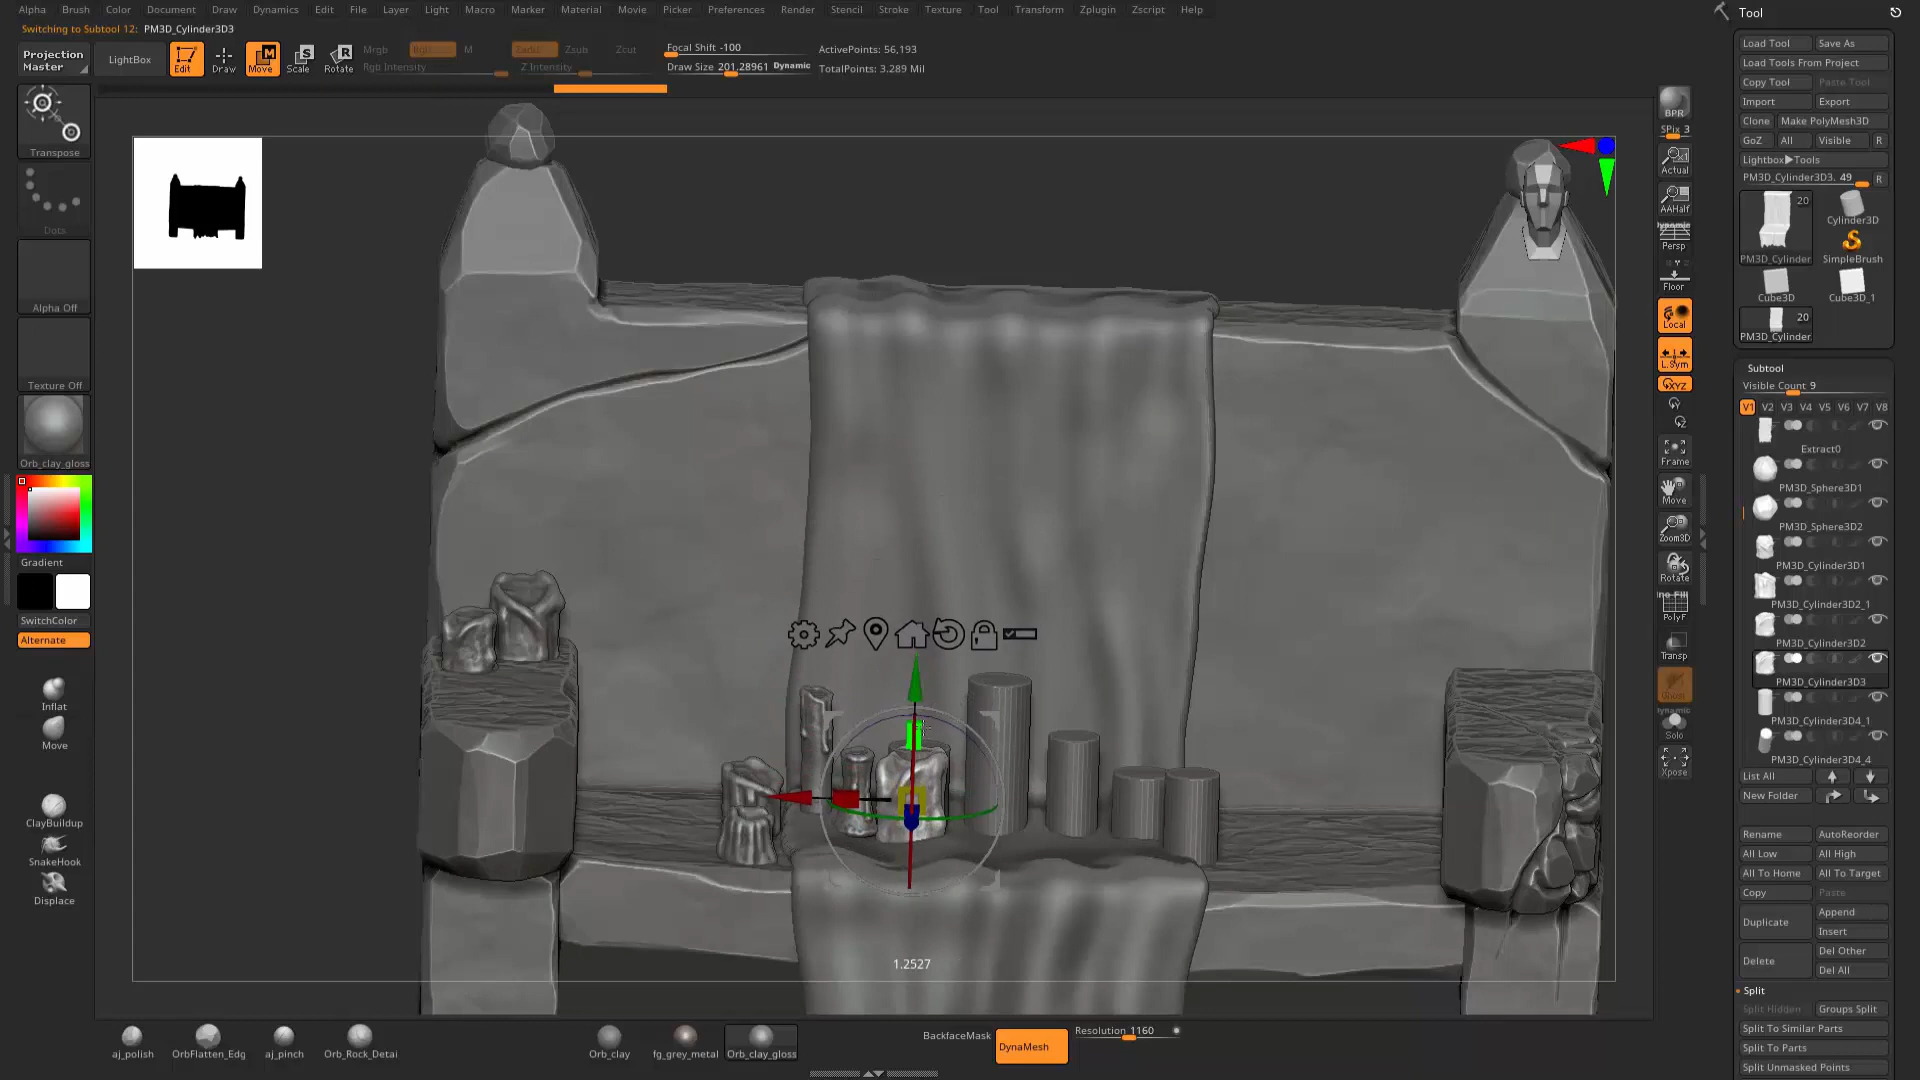 Alpha Brush Color Document Draw Dynamics Edit File Layer Light Macro Marker Material Movie Picker Preferences Render Stencil Stroke Texture Tool Transform Zplugin Zscript Help
Switching to Subtool 12: PM3D_Cylinder3D3
Projection Master
LightBox
Edit
Draw
Move
Scale
Rotate
Mrgb
Rgb
M
Rgb Intensity
Zadd
Zsub
Zcut
Z Intensity
Focal Shift -100
Draw Size 201.28961 Dynamic
ActivePoints: 56,193
TotalPoints: 3.289 Mil
Transpose
Dots
Alpha Off
Texture Off
Orb_clay_gloss
Gradient
SwitchColor
Alternate
Inflat
Move
ClayBuildup
SnakeHook
Displace
1.2527
aj_polish
OrbFlatten_Edg
aj_pinch
Orb_Rock_Detai
Orb_clay
fg_grey_metal
Orb_clay_gloss
BackfaceMask
DynaMesh
Resolution 1160
BPR
SPix 3
Actual
AAHalf
Dynamic
Persp
Floor
Local
L.Sym
XYZ
Frame
Move
Zoom3D
Rotate
PolyF
Transp
Dynamic
Solo
Xpose
Tool
Load Tool Save As
Load Tools From Project
Copy Tool Paste Tool
Import Export
Clone Make PolyMesh3D
GoZ All Visible R
Lightbox▶Tools
PM3D_Cylinder3D3. 49 R
20
PM3D_Cylinder
Cylinder3D
SimpleBrush
Cube3D
Cube3D_1
20
PM3D_Cylinder
Subtool
Visible Count 9
V1 V2 V3 V4 V5 V6 V7 V8
Extract0
PM3D_Sphere3D1
PM3D_Sphere3D2
PM3D_Cylinder3D1
PM3D_Cylinder3D2_1
PM3D_Cylinder3D2
PM3D_Cylinder3D3
PM3D_Cylinder3D4_1
PM3D_Cylinder3D4_4
List All
New Folder
Rename AutoReorder
All Low All High
All To Home All To Target
Copy Paste
Duplicate
Append
Insert
Delete
Del Other
Del All
Split
Split Hidden Groups Split
Split To Similar Parts
Split To Parts
Split Unmasked Points